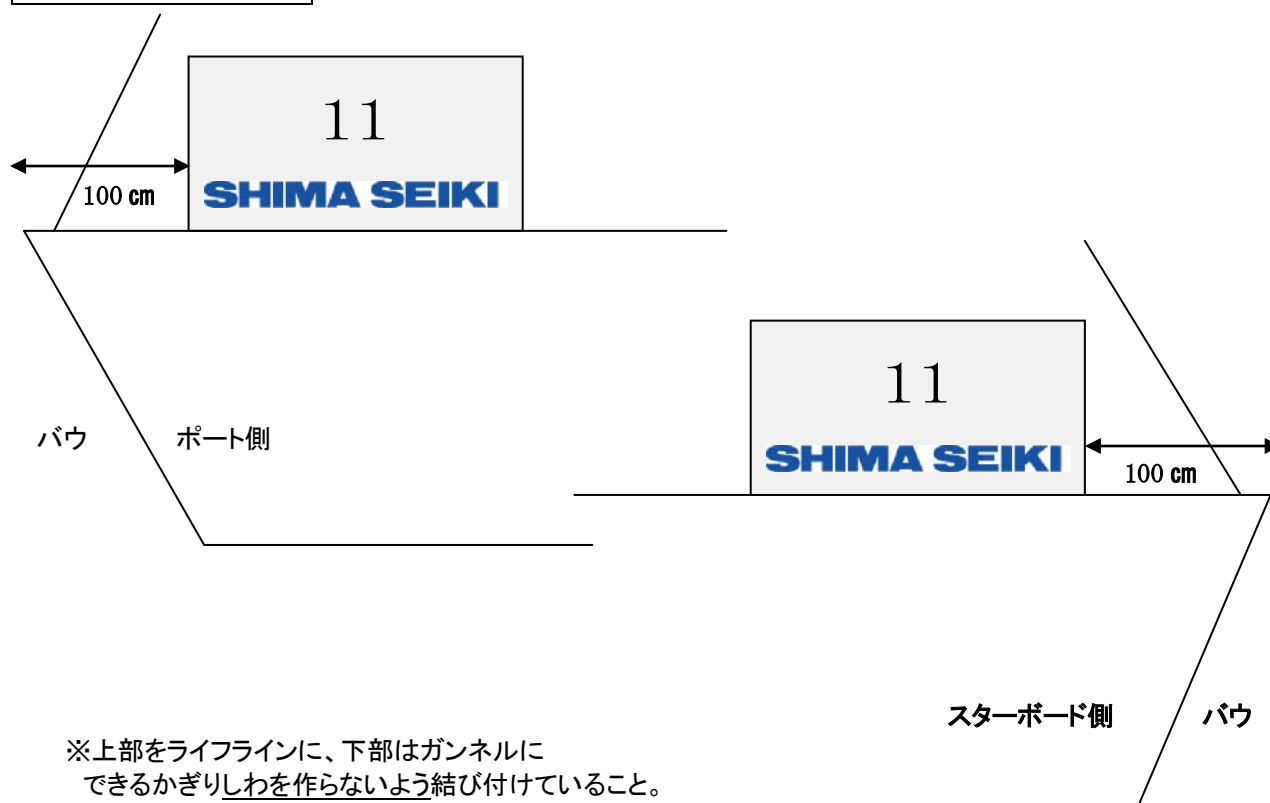 11
SHIMA SEIKI
100 ㎝
11
SHIMA SEIKI
100 ㎝
バウ
ポート側
スターボード側
バウ
※上部をライフラインに、下部はガンネルに
できるかぎりしわを作らないよう結び付けていること。